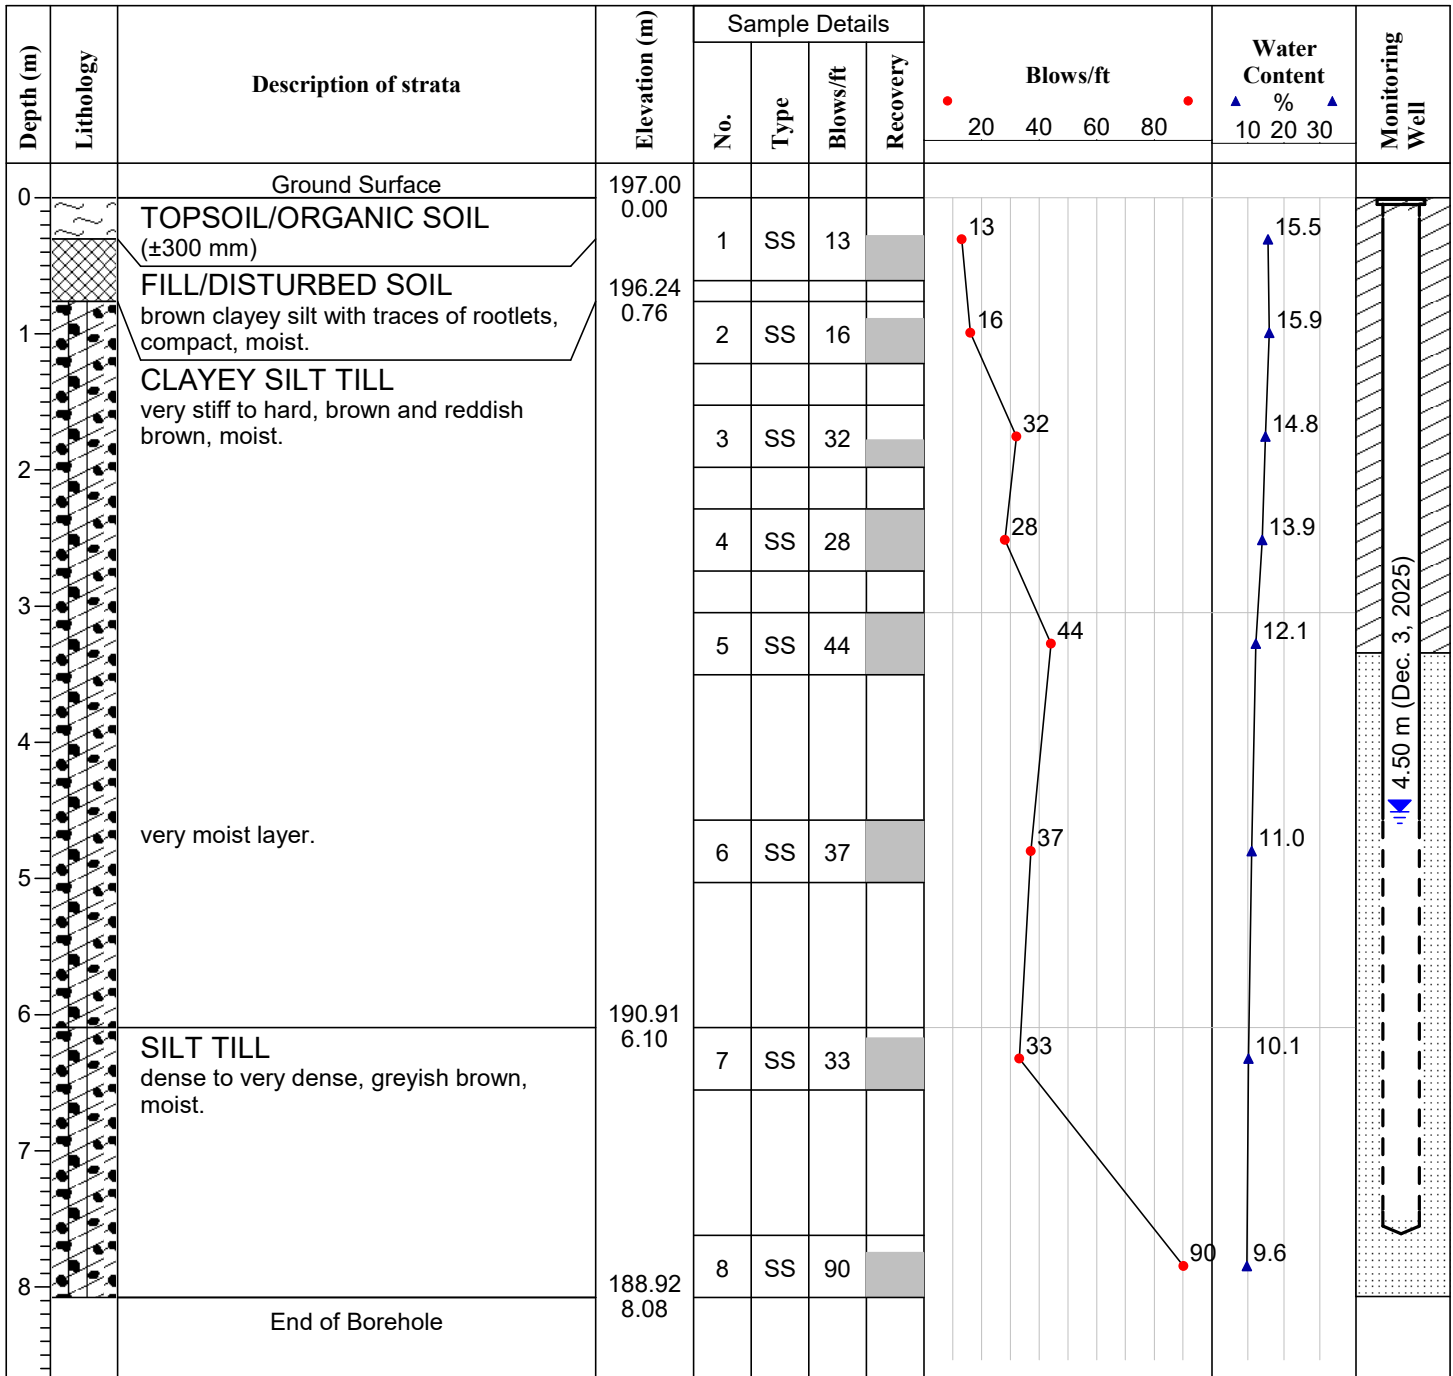 Depth (m)
Lithology
Description of strata
Elevation (m)
Sample Details
No.
Type
Blows/ft
Recovery
Blows/ft
20 40 60 80
Water
Content
%
10 20 30
Monitoring
Well
Ground Surface
197.00
0.00
0
TOPSOIL/ORGANIC SOIL
(±300 mm)
1 SS 13
13
15.5
FILL/DISTURBED SOIL
brown clayey silt with traces of rootlets,
compact, moist.
196.24
0.76
1
2 SS 16
16
15.9
CLAYEY SILT TILL
very stiff to hard, brown and reddish
brown, moist.
3 SS 32
32
14.8
2
4 SS 28
28
13.9
3
5 SS 44
44
12.1
4
4.50 m (Dec. 3, 2025)
very moist layer.
6 SS 37
37
11.0
5
6
190.91
6.10
SILT TILL
dense to very dense, greyish brown,
moist.
7 SS 33
33
10.1
7
8 SS 90
90
9.6
8
188.92
8.08
End of Borehole